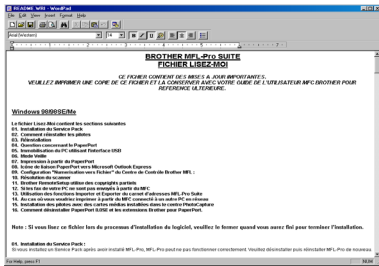 README.WRI - WordPad
File Edit View Insert Format Help
Arial (Western) 14
BROTHER MFL-Pro SUITE
FICHIER LISEZ-MOI
CE FICHIER CONTIENT DES MISES A JOUR IMPORTANTES.
VEUILLEZ IMPRIMER UNE COPIE DE CE FICHIER ET LA CONSERVER AVEC VOTRE GUIDE DE L'UTILISATEUR MFC BROTHER POUR
REFERENCE ULTERIEURE.
Windows 98/98SE/Me
Le fichier Lisez-Moi contient les sections suivantes
01. Installation du Service Pack
02. Comment réinstaller les pilotes
03. Réinstallation
04. Question concernant le PaperPort
05. Immobilisation du PC utilisant l'interface USB
06. Mode Veille
07. Impression à partir du PaperPort
08. Icône de liaison PaperPort vers Microsoft Outlook Express
09. Configuration "Numérisation vers Fichier" du Centre de Contrôle Brother MFL :
10. Résolution du scanner
11. Brother RemoteSetup utilise des copyrights partiels
12. Si les fax de votre PC ne sont pas envoyés à partir du MFC
13. Utilisation des fonctions Importer et Exporter du carnet d'adresses MFL-Pro Suite
14. Au cas où vous voudriez imprimer à partir du MFC connecté à un autre PC en réseau
15. Installation des pilotes avec des cartes médias installées dans le centre PhotoCapture
16. Comment désinstaller PaperPort 8.0SE et les extensions Brother pour PaperPort.
Note : Si vous lisez ce fichier lors du processus d'installation du logiciel, veuillez le fermer quand vous aurez fini pour terminer l'installation.
01. Installation du Service Pack :
Si vous installez un Service Pack après avoir installé MFL-Pro, MFL-Pro peut ne pas fonctionner correctement. Veuillez désinstaller puis réinstaller MFL-Pro de nouveau
For Help, press F1
NUM